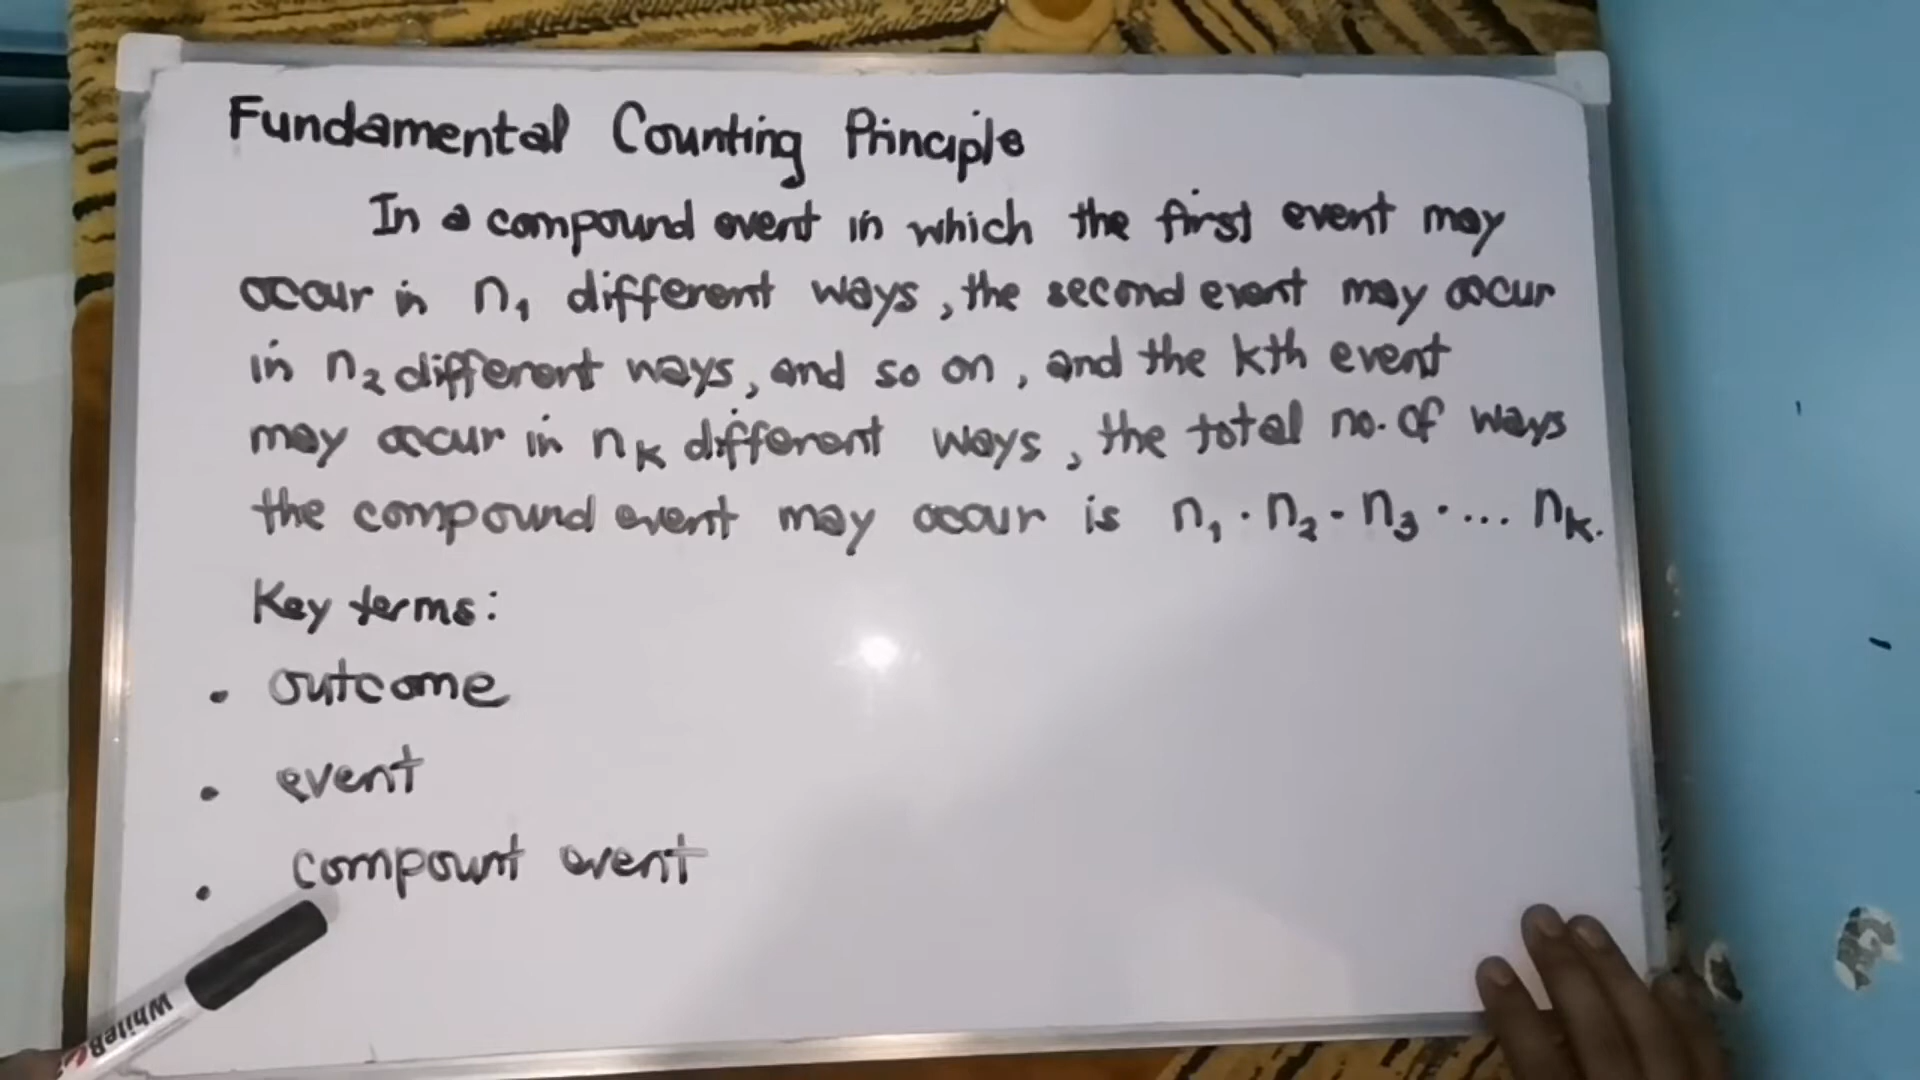 Fundamental Counting Principle
In a compound event in which the first event may
occur in n₁ different ways, the second event may occur
in n₂ different ways, and so on, and the kth event
may occur in nₖ different ways, the total no. of ways
the compound event may occur is n₁ · n₂ · n₃ · ... nₖ.
Key terms:
• outcome
• event
• compount event
WhiteB